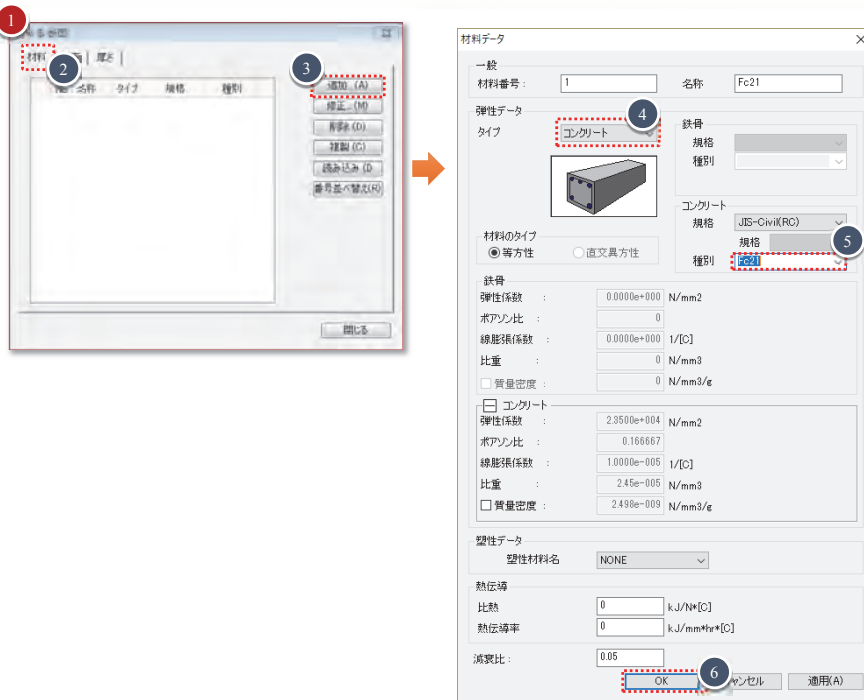 1
材料
厚さ
2
3
名称 タイプ 規格 種別
追加...(A)
修正...(M)
削除(D)
複製(C)
読み込み(I)
番号並べ替え(R)
閉じる
材料データ
一般
材料番号 : 1 名称 Fc21
弾性データ
4
タイプ コンクリート
鉄骨
規格
種別
コンクリート
規格 JIS-Civil(RC)
規格
5
種別 Fc21
材料のタイプ
等方性 直交異方性
鉄骨
弾性係数 : 0.0000e+000 N/mm2
ポアソン比 : 0
線膨張係数 : 0.0000e+000 1/[C]
比重 : 0 N/mm3
質量密度 : 0 N/mm3/g
コンクリート
弾性係数 : 2.3500e+004 N/mm2
ポアソン比 : 0.166667
線膨張係数 : 1.0000e-005 1/[C]
比重 : 2.45e-005 N/mm3
質量密度 : 2.498e-009 N/mm3/g
塑性データ
塑性材料名 NONE
熱伝導
比熱 0 kJ/N*[C]
熱伝導率 0 kJ/mm*hr*[C]
減衰比 : 0.05
6
OK ャンセル 適用(A)